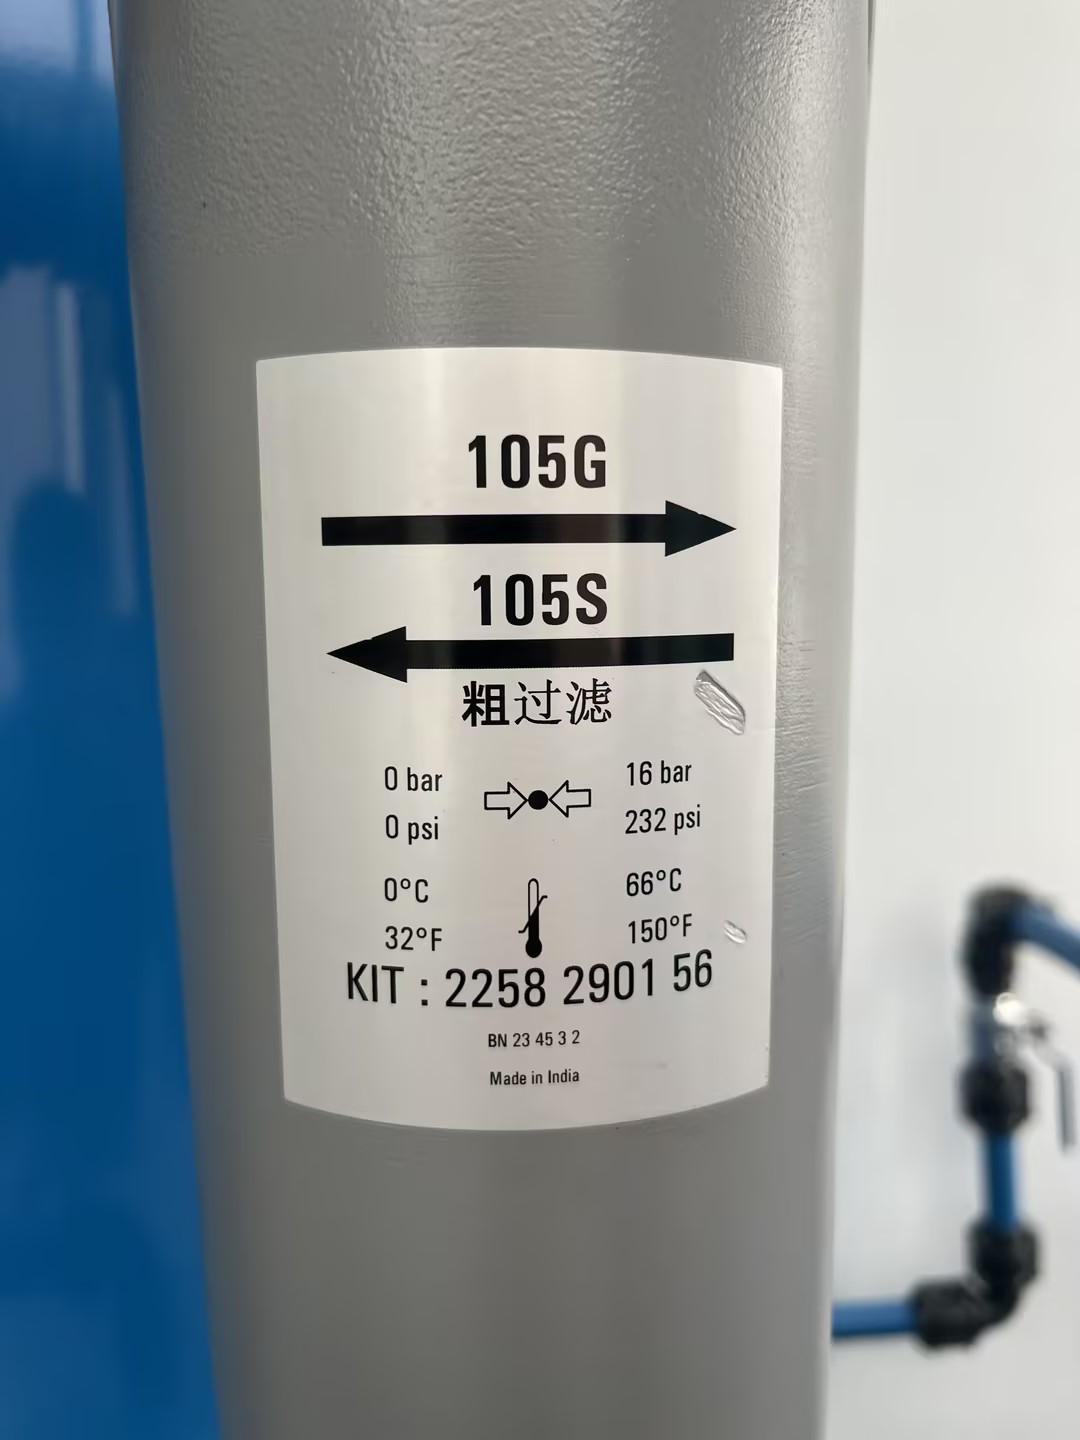 105G
105S
粗过滤
0 bar 16 bar
0 psi 232 psi
0°C 66°C
32°F 150°F
KIT : 2258 2901 56
BN 23 45 3 2
Made in India